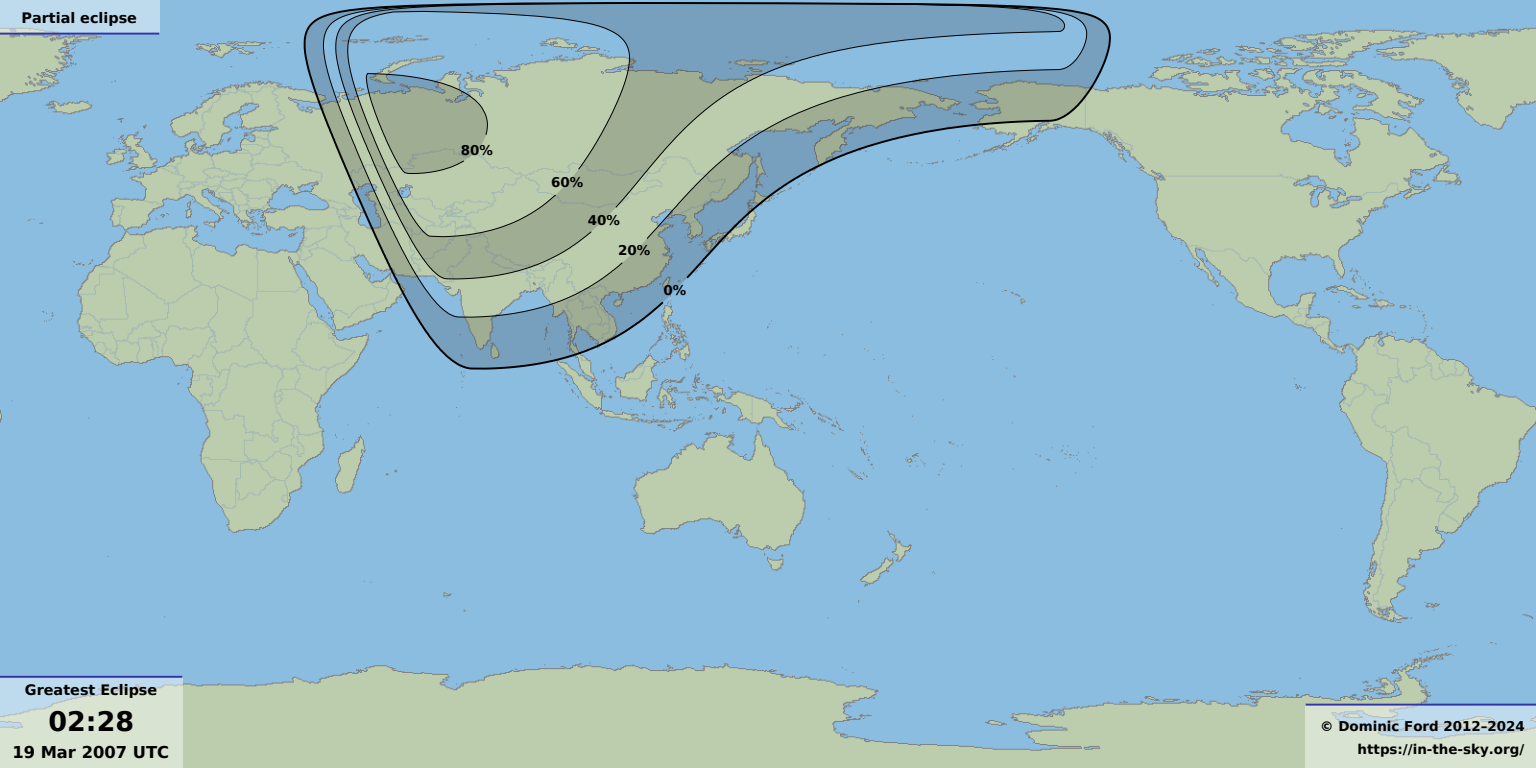 Partial eclipse
80%
60%
40%
20%
0%
Greatest Eclipse
02:28
19 Mar 2007 UTC
© Dominic Ford 2012–2024
https://in-the-sky.org/